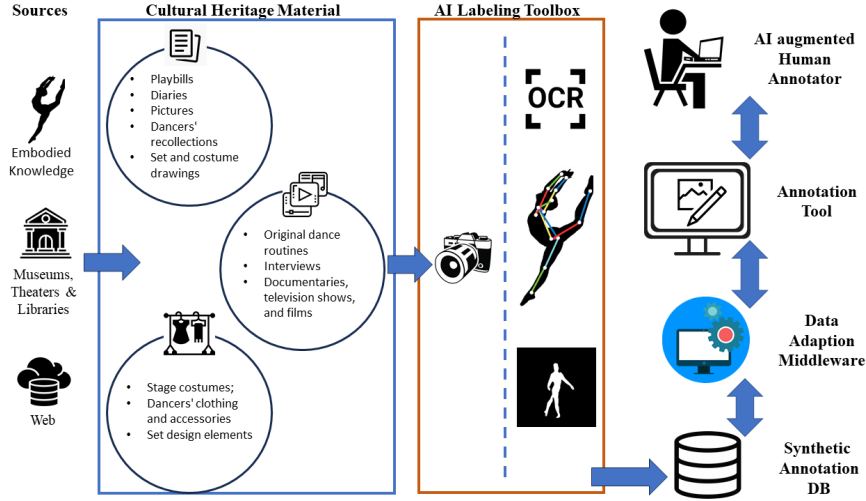 Sources
Cultural Heritage Material
AI Labeling Toolbox
Embodied
Knowledge
Museums,
Theaters &
Libraries
Web
• Playbills
• Diaries
• Pictures
• Dancers'
recollections
• Set and costume
drawings
• Original dance
routines
• Interviews
• Documentaries,
television shows,
and films
• Stage costumes;
• Dancers' clothing
and accessories
• Set design elements
OCR
AI augmented
Human
Annotator
Annotation
Tool
Data
Adaption
Middleware
Synthetic
Annotation
DB